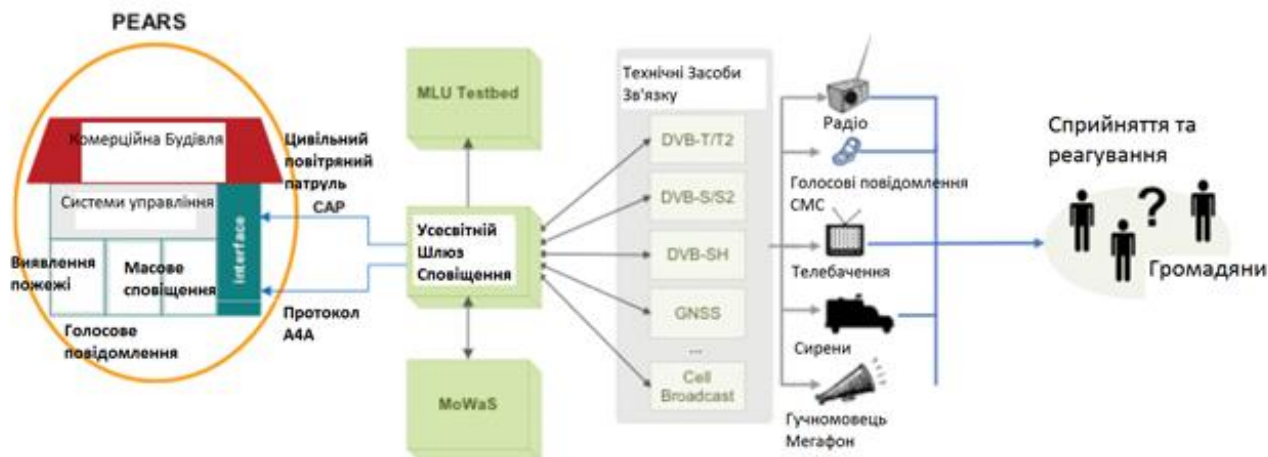 PEARS
Комерційна Будівля
Системи управління
Виявлення
пожежі
Масове
сповіщення
interface
Голосове
повідомлення
Цивільний
повітряний
патруль
CAP
Протокол
A4A
MLU Testbed
Усесвітній
Шлюз
Сповіщення
MoWaS
Технічні Засоби
Зв'язку
DVB-T/T2
DVB-S/S2
DVB-SH
GNSS
...
Cell
Broadcast
Радіо
Голосові повідомлення
СМС
Телебачення
Сирени
Гучномовець
Мегафон
Сприйняття та
реагування
?
Громадяни